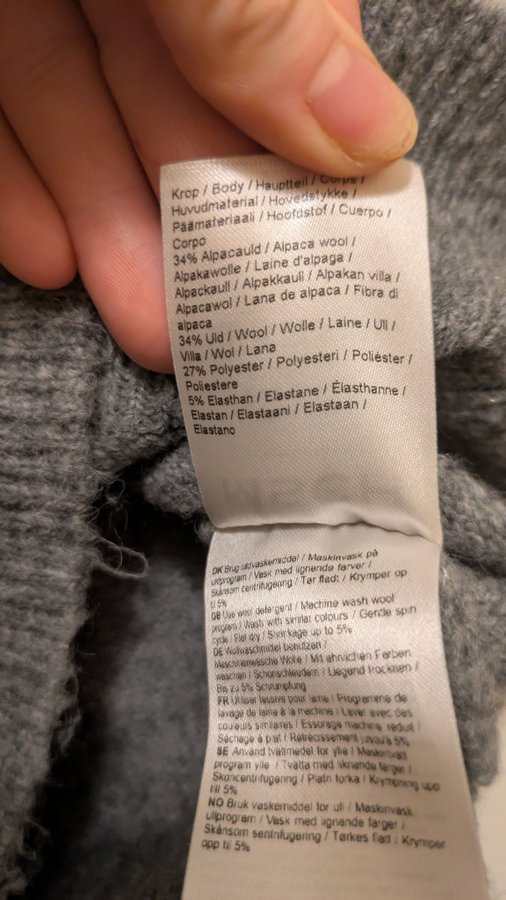 Krop / Body / Hauptteil / Corps /
Huvudmaterial / Hovedstykke /
Päämateriaali / Hoofdstof / Cuerpo /
Corpo
34% Alpacauld / Alpaca wool /
Alpakawolle / Laine d'alpaga /
Alpackaull / Alpakkauli / Alpakan villa /
Alpacawol / Lana de alpaca / Fibra di
alpaca
34% Uld / Wool / Wolle / Laine / Ull /
Villa / Wol / Lana
27% Polyester / Polyesteri / Poliéster /
Poliestere
5% Elasthan / Elastane / Élasthanne /
Elastan / Elastaani / Elastaan /
Elastano
DK Brug uldvaskemiddel / Maskinvask på
uldprogram / Vask med lignende farver /
Skånsom centrifugering / Tør fladt / Krymper op
til 5%
GB Use wool detergent / Machine wash wool
program / Wash with similar colours / Gentle spin
cycle / Flat dry / Shrinkage up to 5%
DE Wollwaschmittel benutzen /
Maschinenwäsche Wolle / Mit ähnlichen Farben
waschen / Schonschleudern / Liegend trocknen /
Bis zu 5% Schrumpfung
FR Utiliser lessive pour laine / Programme de
lavage de laine à la machine / Laver avec des
couleurs similaires / Essorage machine réduit /
Séchage à plat / Rétrécissement jusqu'à 5%
SE Använd tvättmedel for ylle / Maskintvätt
program ylle / Tvätta med liknande färger /
Skoncentrifugering / Plan torka / Krympning upp
till 5%
NO Bruk vaskemiddel for ull / Maskinvask
ullprogram / Vask med lignende farger /
Skånsom sentrifugering / Tørkes flatt / Krymper
opp til 5%